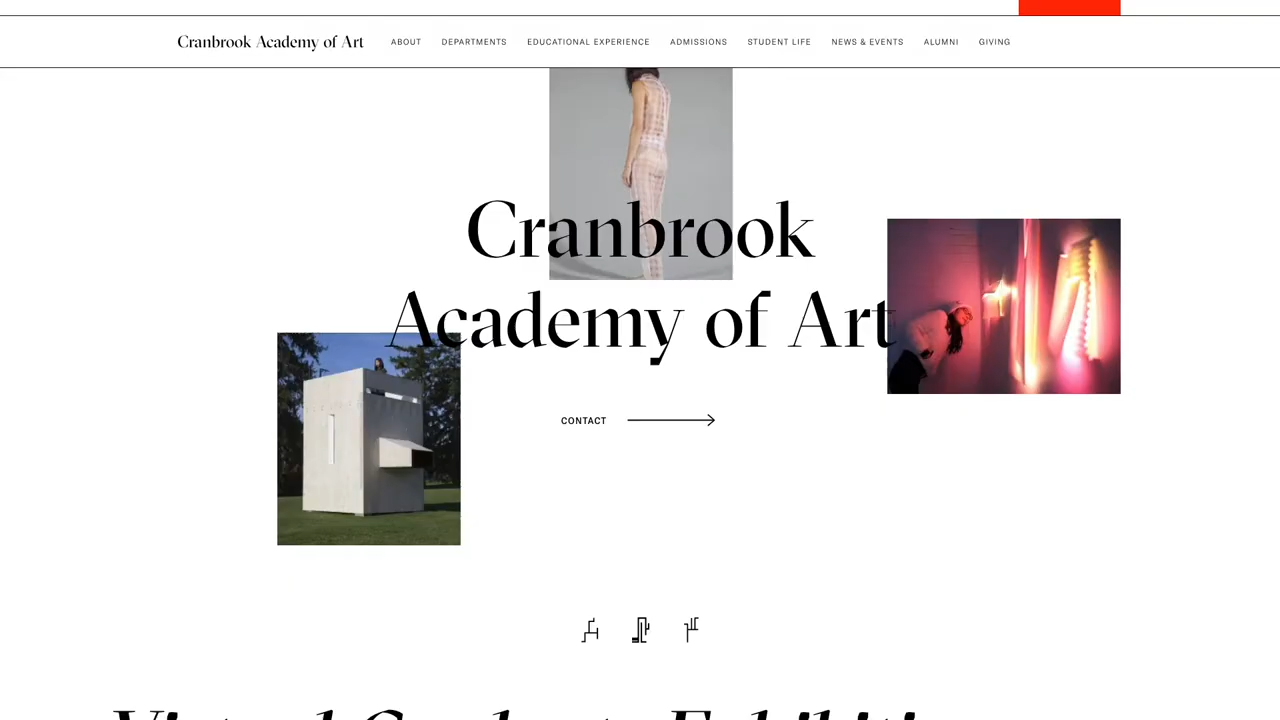 Cranbrook Academy of Art
ABOUT
DEPARTMENTS
EDUCATIONAL EXPERIENCE
ADMISSIONS
STUDENT LIFE
NEWS & EVENTS
ALUMNI
GIVING
Cranbrook
Academy of Art
CONTACT